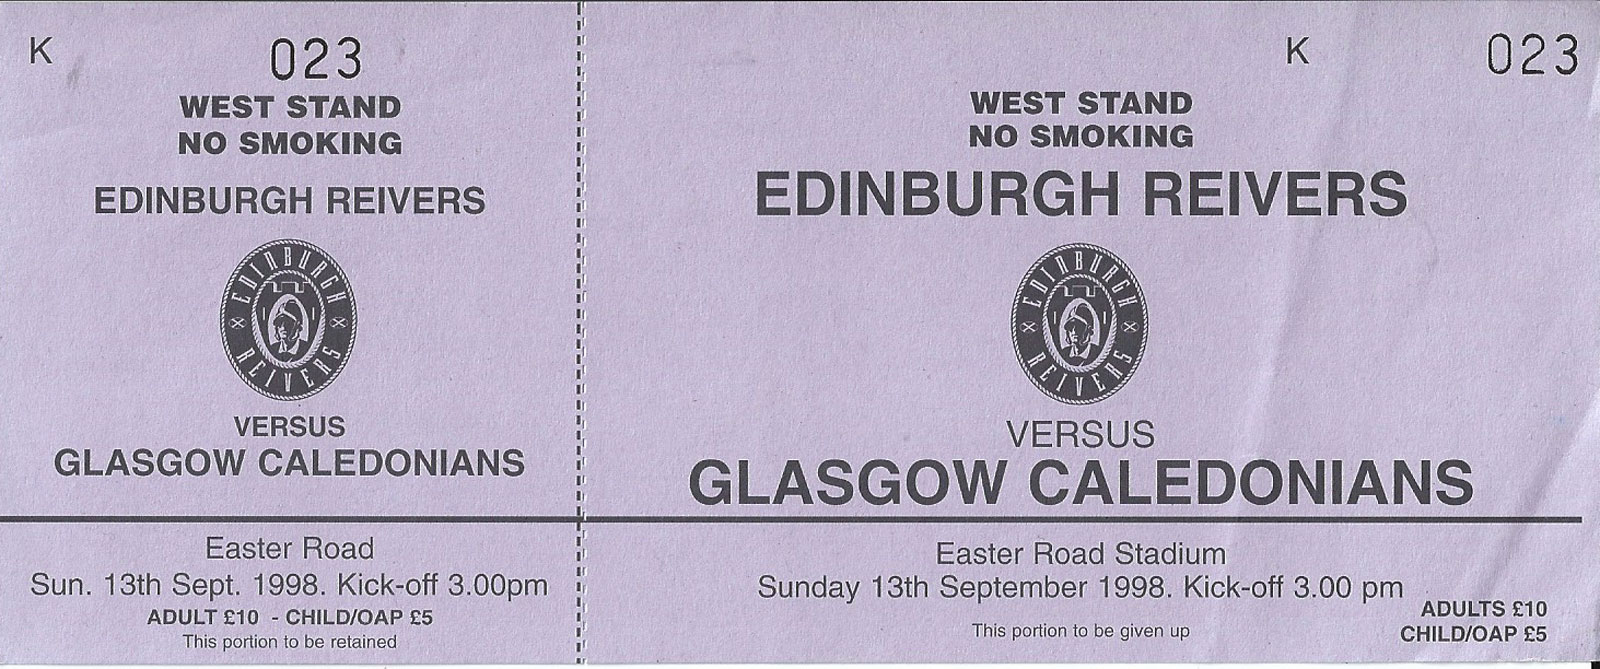 K 023
WEST STAND
NO SMOKING
EDINBURGH REIVERS
EDINBURGH
REIVERS
VERSUS
GLASGOW CALEDONIANS
Easter Road
Sun. 13th Sept. 1998. Kick-off 3.00pm
ADULT £10 - CHILD/OAP £5
This portion to be retained
K 023
WEST STAND
NO SMOKING
EDINBURGH REIVERS
EDINBURGH
REIVERS
VERSUS
GLASGOW CALEDONIANS
Easter Road Stadium
Sunday 13th September 1998. Kick-off 3.00 pm
ADULTS £10
CHILD/OAP £5
This portion to be given up